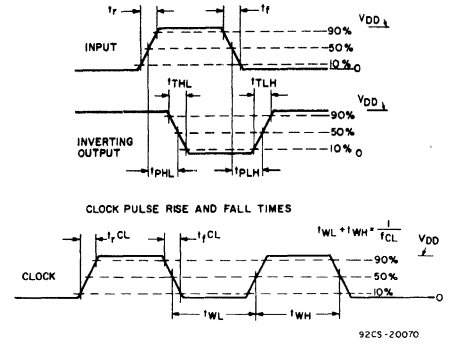 tr
tf
VDD
90%
INPUT
50%
10%
0
tTHL
tTLH
VDD
90%
INVERTING
OUTPUT
50%
10%
0
tPHL
tPLH
CLOCK PULSE RISE AND FALL TIMES
trCL
tfCL
tWL + tWH = 1/fCL
VDD
90%
CLOCK
50%
10%
0
tWL
tWH
92CS-20070